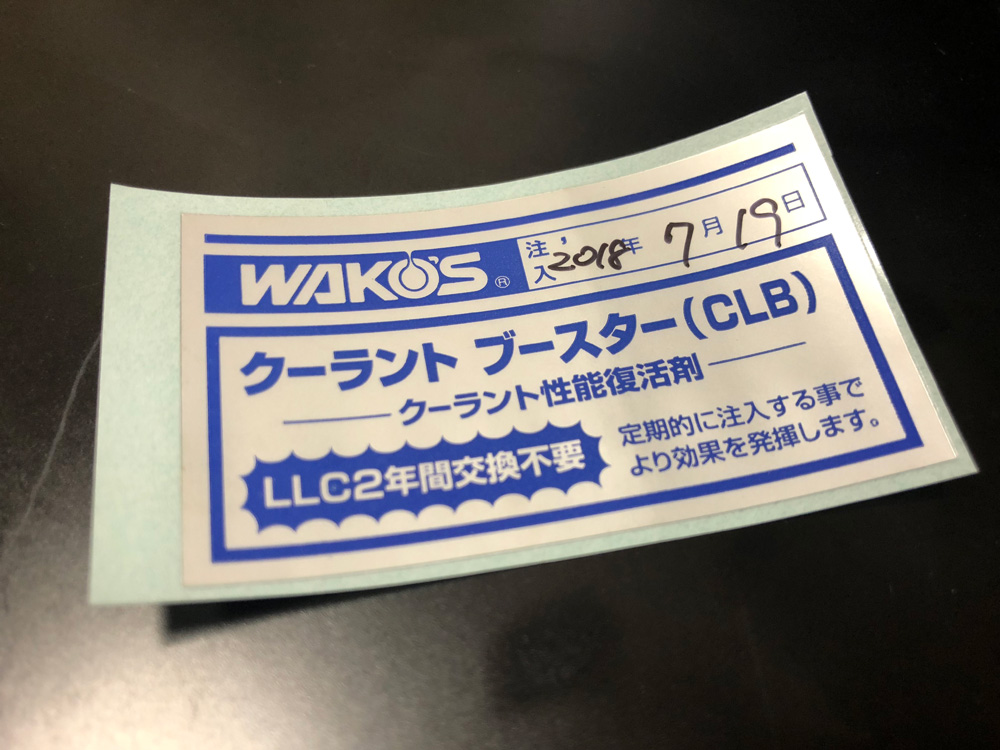 WAKO'S® 注入 '2018年 7月 19日
クーラント ブースター(CLB)
クーラント性能復活剤
LLC2年間交換不要
定期的に注入する事で
より効果を発揮します。